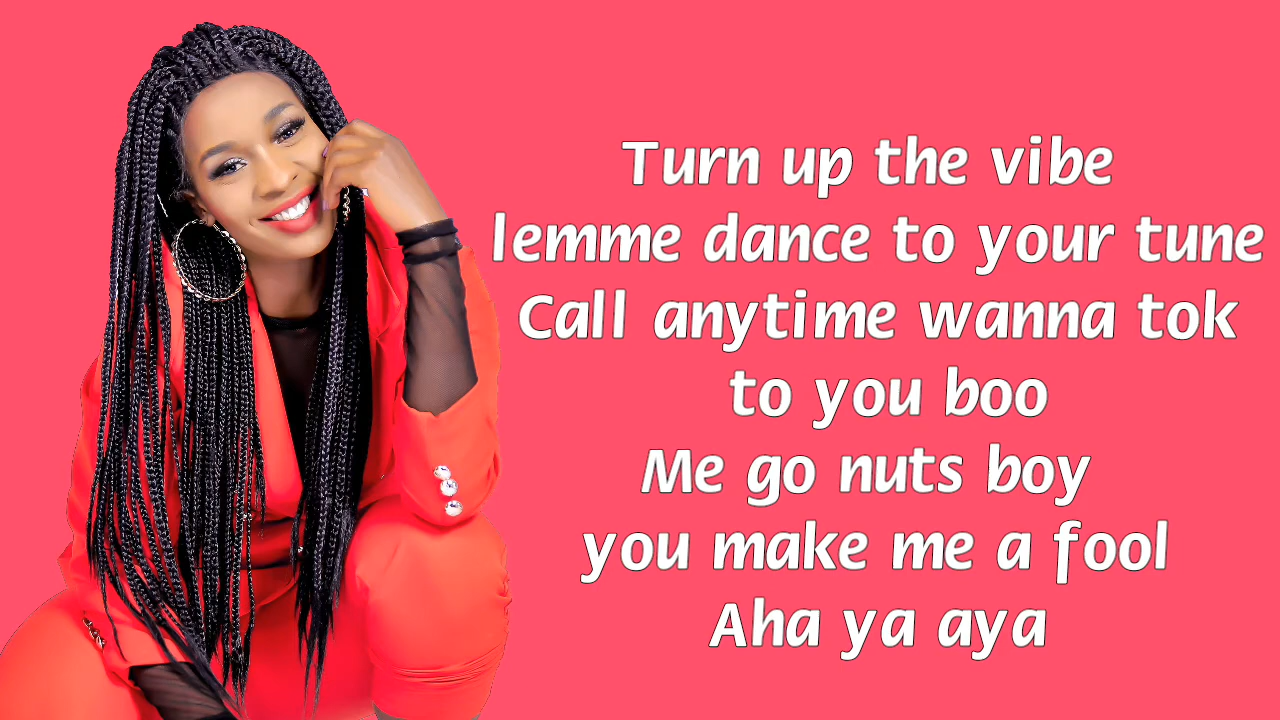 Turn up the vibe
lemme dance to your tune
Call anytime wanna tok
to you boo
Me go nuts boy
you make me a fool
Aha ya aya